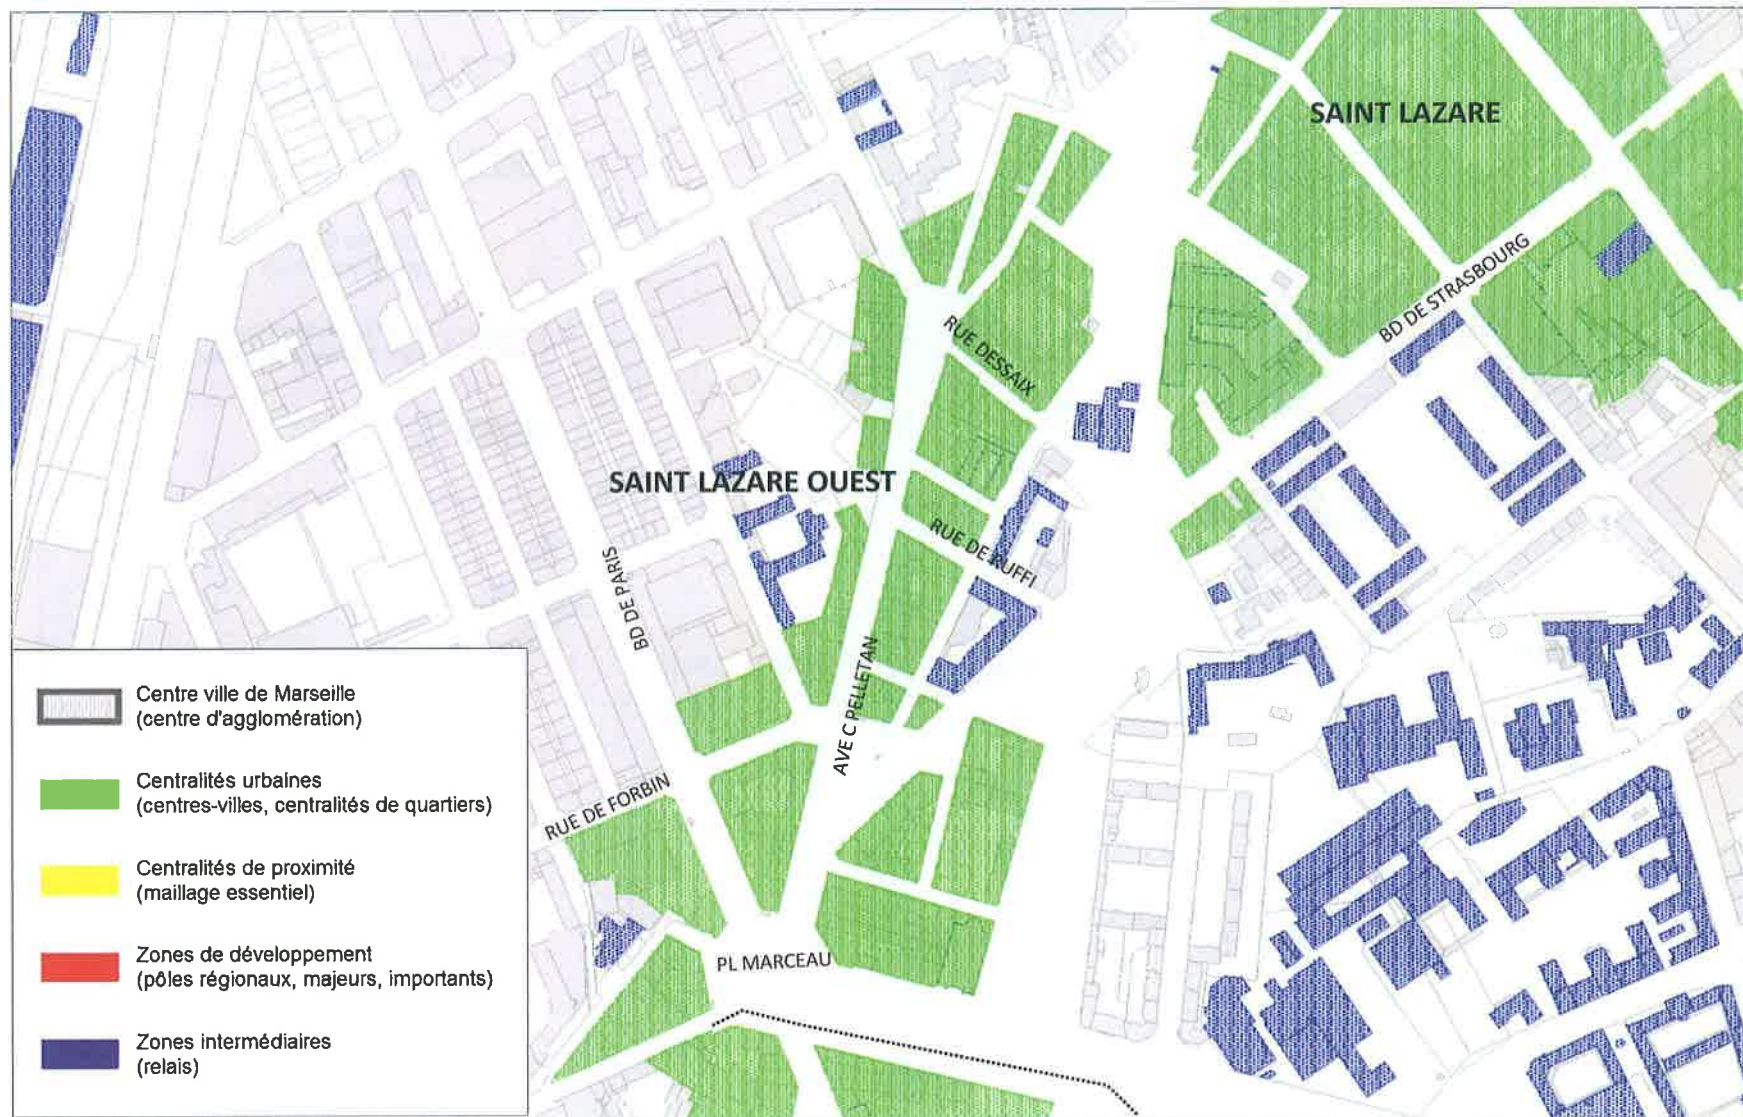 SAINT LAZARE
BD DE STRASBOURG
RUE DESSAIX
SAINT LAZARE OUEST
RUE DE RUFFI
BD DE PARIS
AVE C PELLETAN
RUE DE FORBIN
PL MARCEAU
Centre ville de Marseille
(centre d'agglomération)
Centralités urbaines
(centres-villes, centralités de quartiers)
Centralités de proximité
(maillage essentiel)
Zones de développement
(pôles régionaux, majeurs, importants)
Zones intermédiaires
(relais)